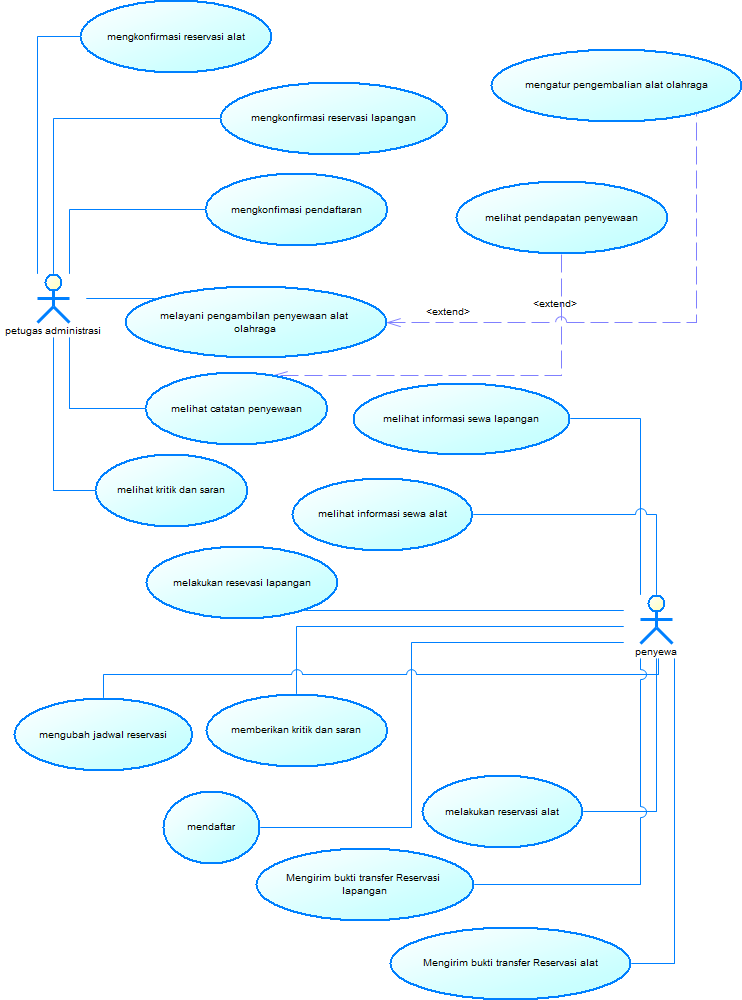 mengkonfirmasi reservasi alat
mengatur pengembalian alat olahraga
mengkonfirmasi reservasi lapangan
mengkonfimasi pendaftaran
melihat pendapatan penyewaan
petugas administrasi
melayani pengambilan penyewaan alat
olahraga
<extend>
<extend>
melihat catatan penyewaan
melihat informasi sewa lapangan
melihat kritik dan saran
melihat informasi sewa alat
melakukan resevasi lapangan
penyewa
mengubah jadwal reservasi
memberikan kritik dan saran
mendaftar
melakukan reservasi alat
Mengirim bukti transfer Reservasi
lapangan
Mengirim bukti transfer Reservasi alat